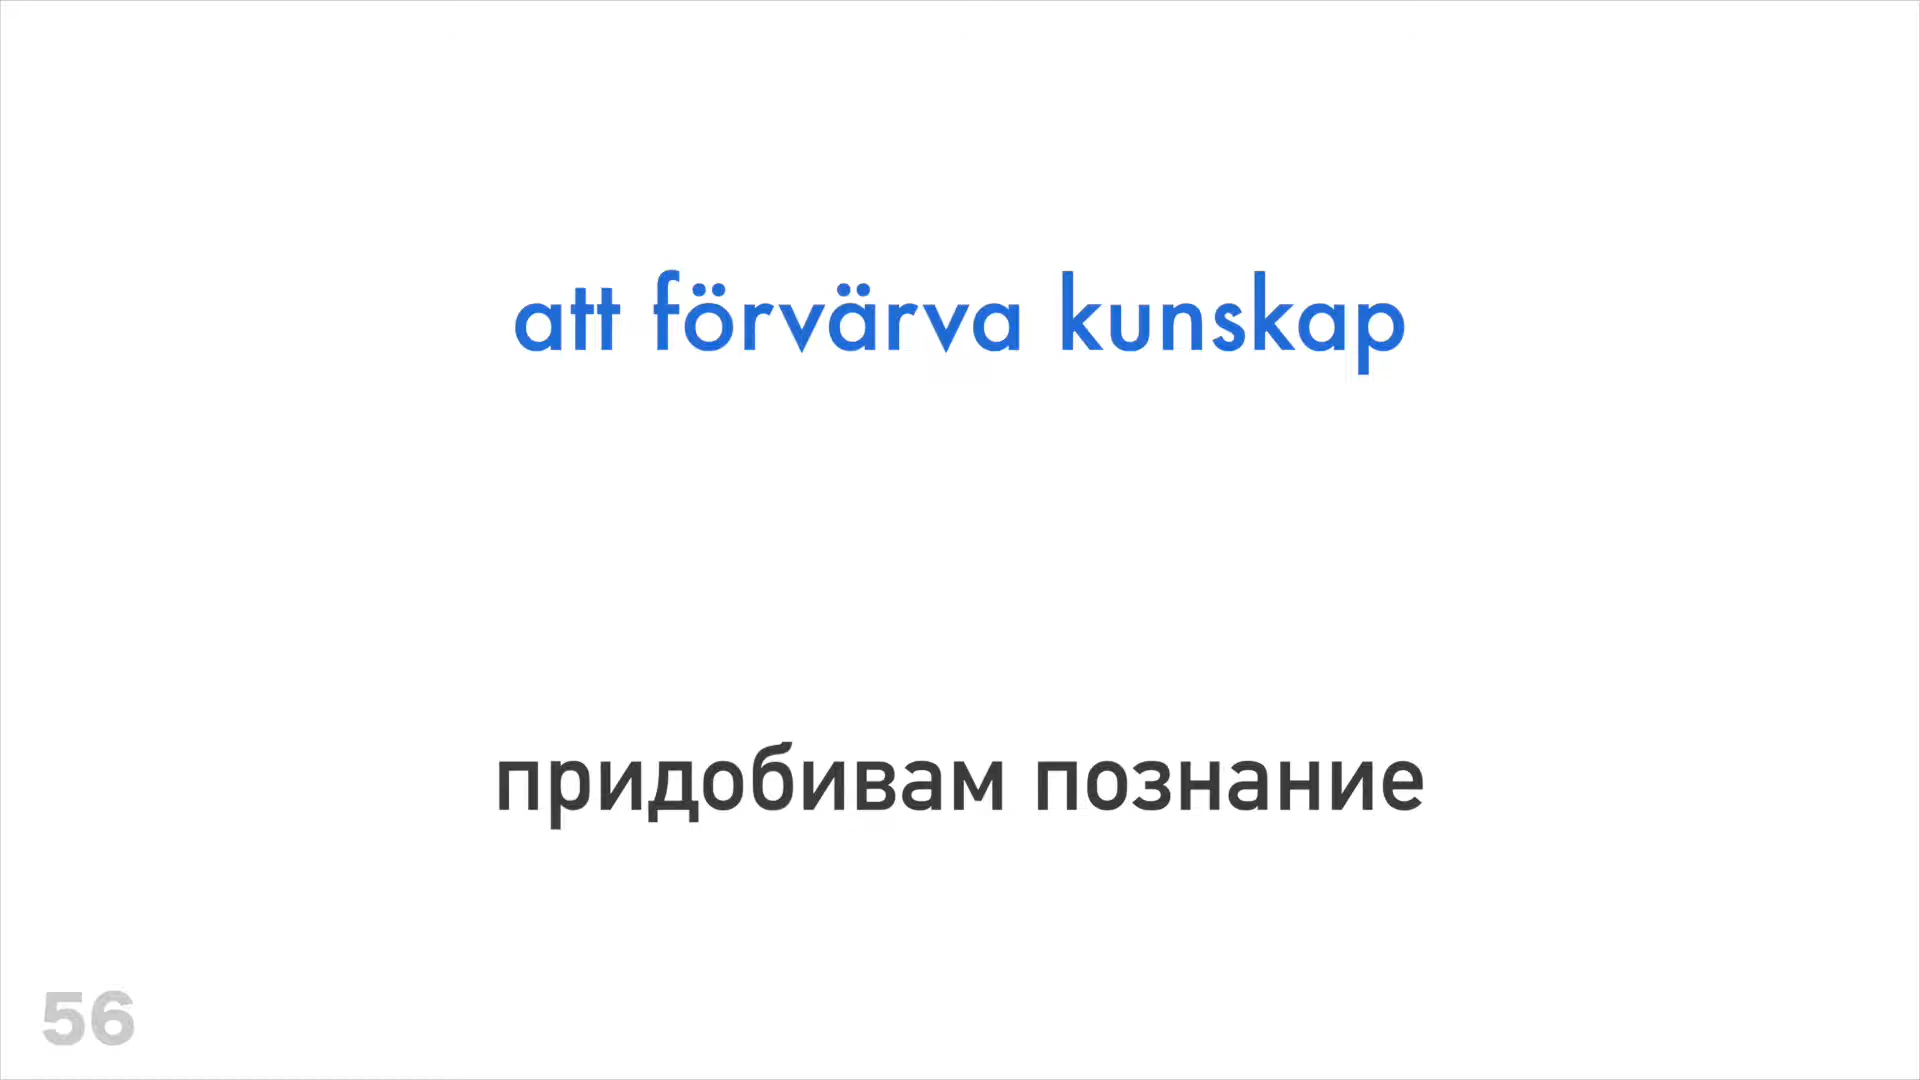 att förvärva kunskap
придобивам познание
56